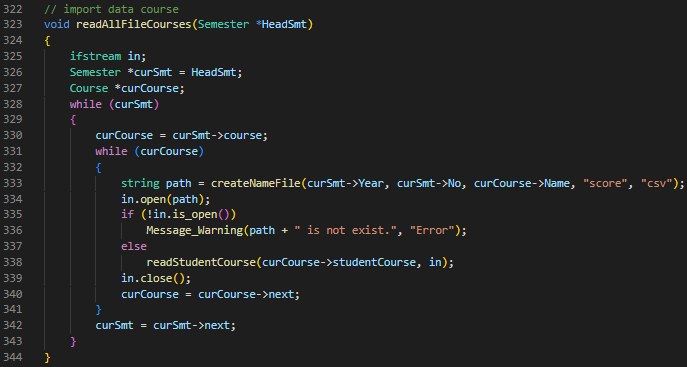 322 // import data course
323 void readAllFileCourses(Semester *HeadSmt)
324 {
325     ifstream in;
326     Semester *curSmt = HeadSmt;
327     Course *curCourse;
328     while (curSmt)
329     {
330         curCourse = curSmt->course;
331         while (curCourse)
332         {
333             string path = createNameFile(curSmt->Year, curSmt->No, curCourse->Name, "score", "csv");
334             in.open(path);
335             if (!in.is_open())
336                 Message_Warning(path + " is not exist.", "Error");
337             else
338                 readStudentCourse(curCourse->studentCourse, in);
339             in.close();
340             curCourse = curCourse->next;
341         }
342         curSmt = curSmt->next;
343     }
344 }